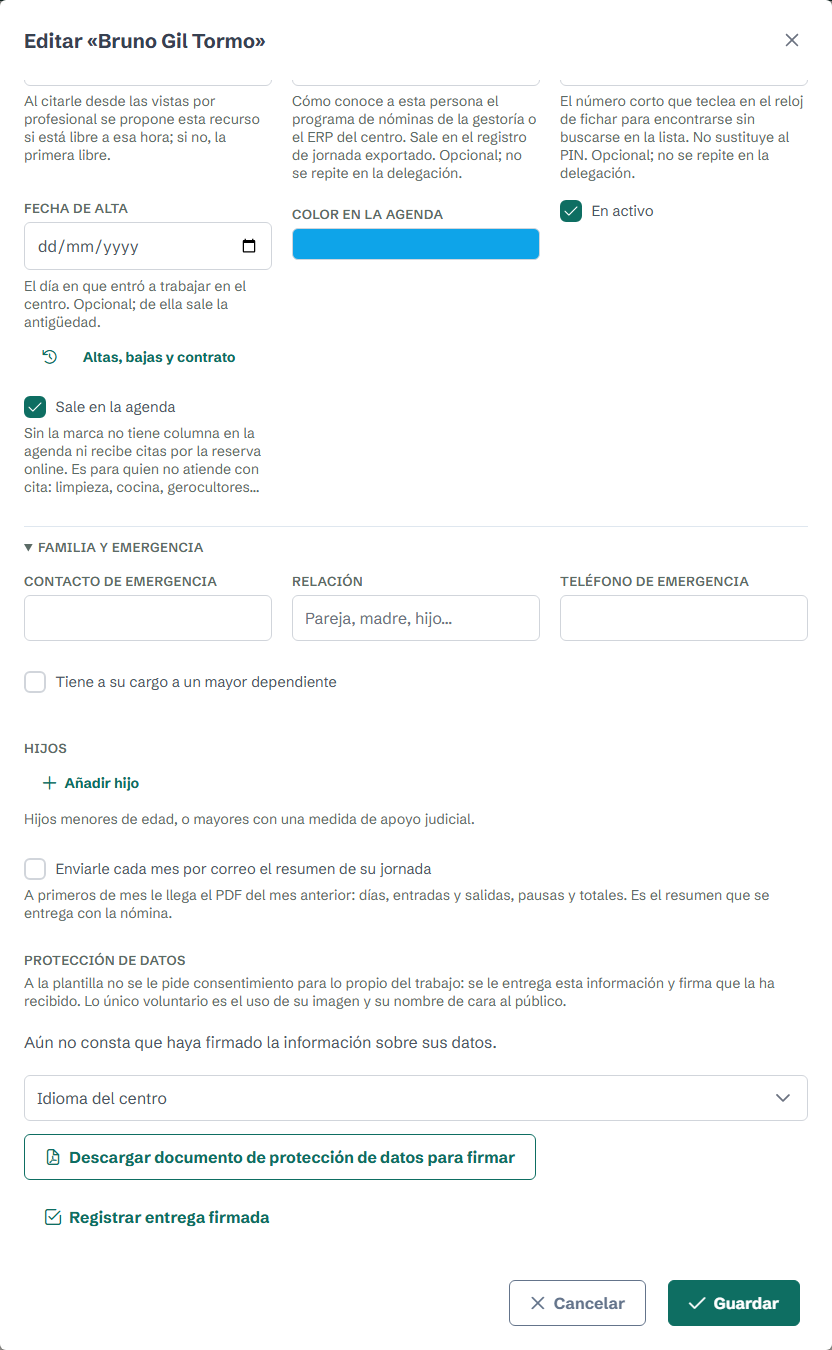 Editar «Bruno Gil Tormo»
Al citarle desde las vistas por
profesional se propone esta recurso
si está libre a esa hora; si no, la
primera libre.
Cómo conoce a esta persona el
programa de nóminas de la gestoría o
el ERP del centro. Sale en el registro
de jornada exportado. Opcional; no
se repite en la delegación.
El número corto que teclea en el reloj
de fichar para encontrarse sin
buscarse en la lista. No sustituye al
PIN. Opcional; no se repite en la
delegación.
FECHA DE ALTA
dd/mm/yyyy
El día en que entró a trabajar en el
centro. Opcional; de ella sale la
antigüedad.
Altas, bajas y contrato
COLOR EN LA AGENDA
En activo
Sale en la agenda
Sin la marca no tiene columna en la
agenda ni recibe citas por la reserva
online. Es para quien no atiende con
cita: limpieza, cocina, gerocultores...
▼ FAMILIA Y EMERGENCIA
CONTACTO DE EMERGENCIA
RELACIÓN
Pareja, madre, hijo...
TELÉFONO DE EMERGENCIA
Tiene a su cargo a un mayor dependiente
HIJOS
+ Añadir hijo
Hijos menores de edad, o mayores con una medida de apoyo judicial.
Enviarle cada mes por correo el resumen de su jornada
A primeros de mes le llega el PDF del mes anterior: días, entradas y salidas, pausas y totales. Es el resumen que se
entrega con la nómina.
PROTECCIÓN DE DATOS
A la plantilla no se le pide consentimiento para lo propio del trabajo: se le entrega esta información y firma que la ha
recibido. Lo único voluntario es el uso de su imagen y su nombre de cara al público.
Aún no consta que haya firmado la información sobre sus datos.
Idioma del centro
Descargar documento de protección de datos para firmar
Registrar entrega firmada
Cancelar
Guardar